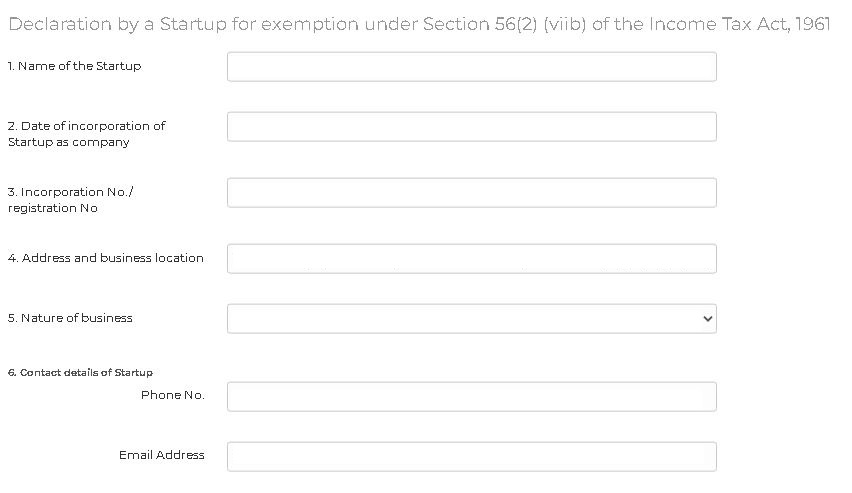 Declaration by a Startup for exemption under Section 56(2) (viib) of the Income Tax Act, 1961
1. Name of the Startup
2. Date of incorporation of
Startup as company
3. Incorporation No./
registration No
4. Address and business location
5. Nature of business
6. Contact details of Startup
Phone No.
Email Address